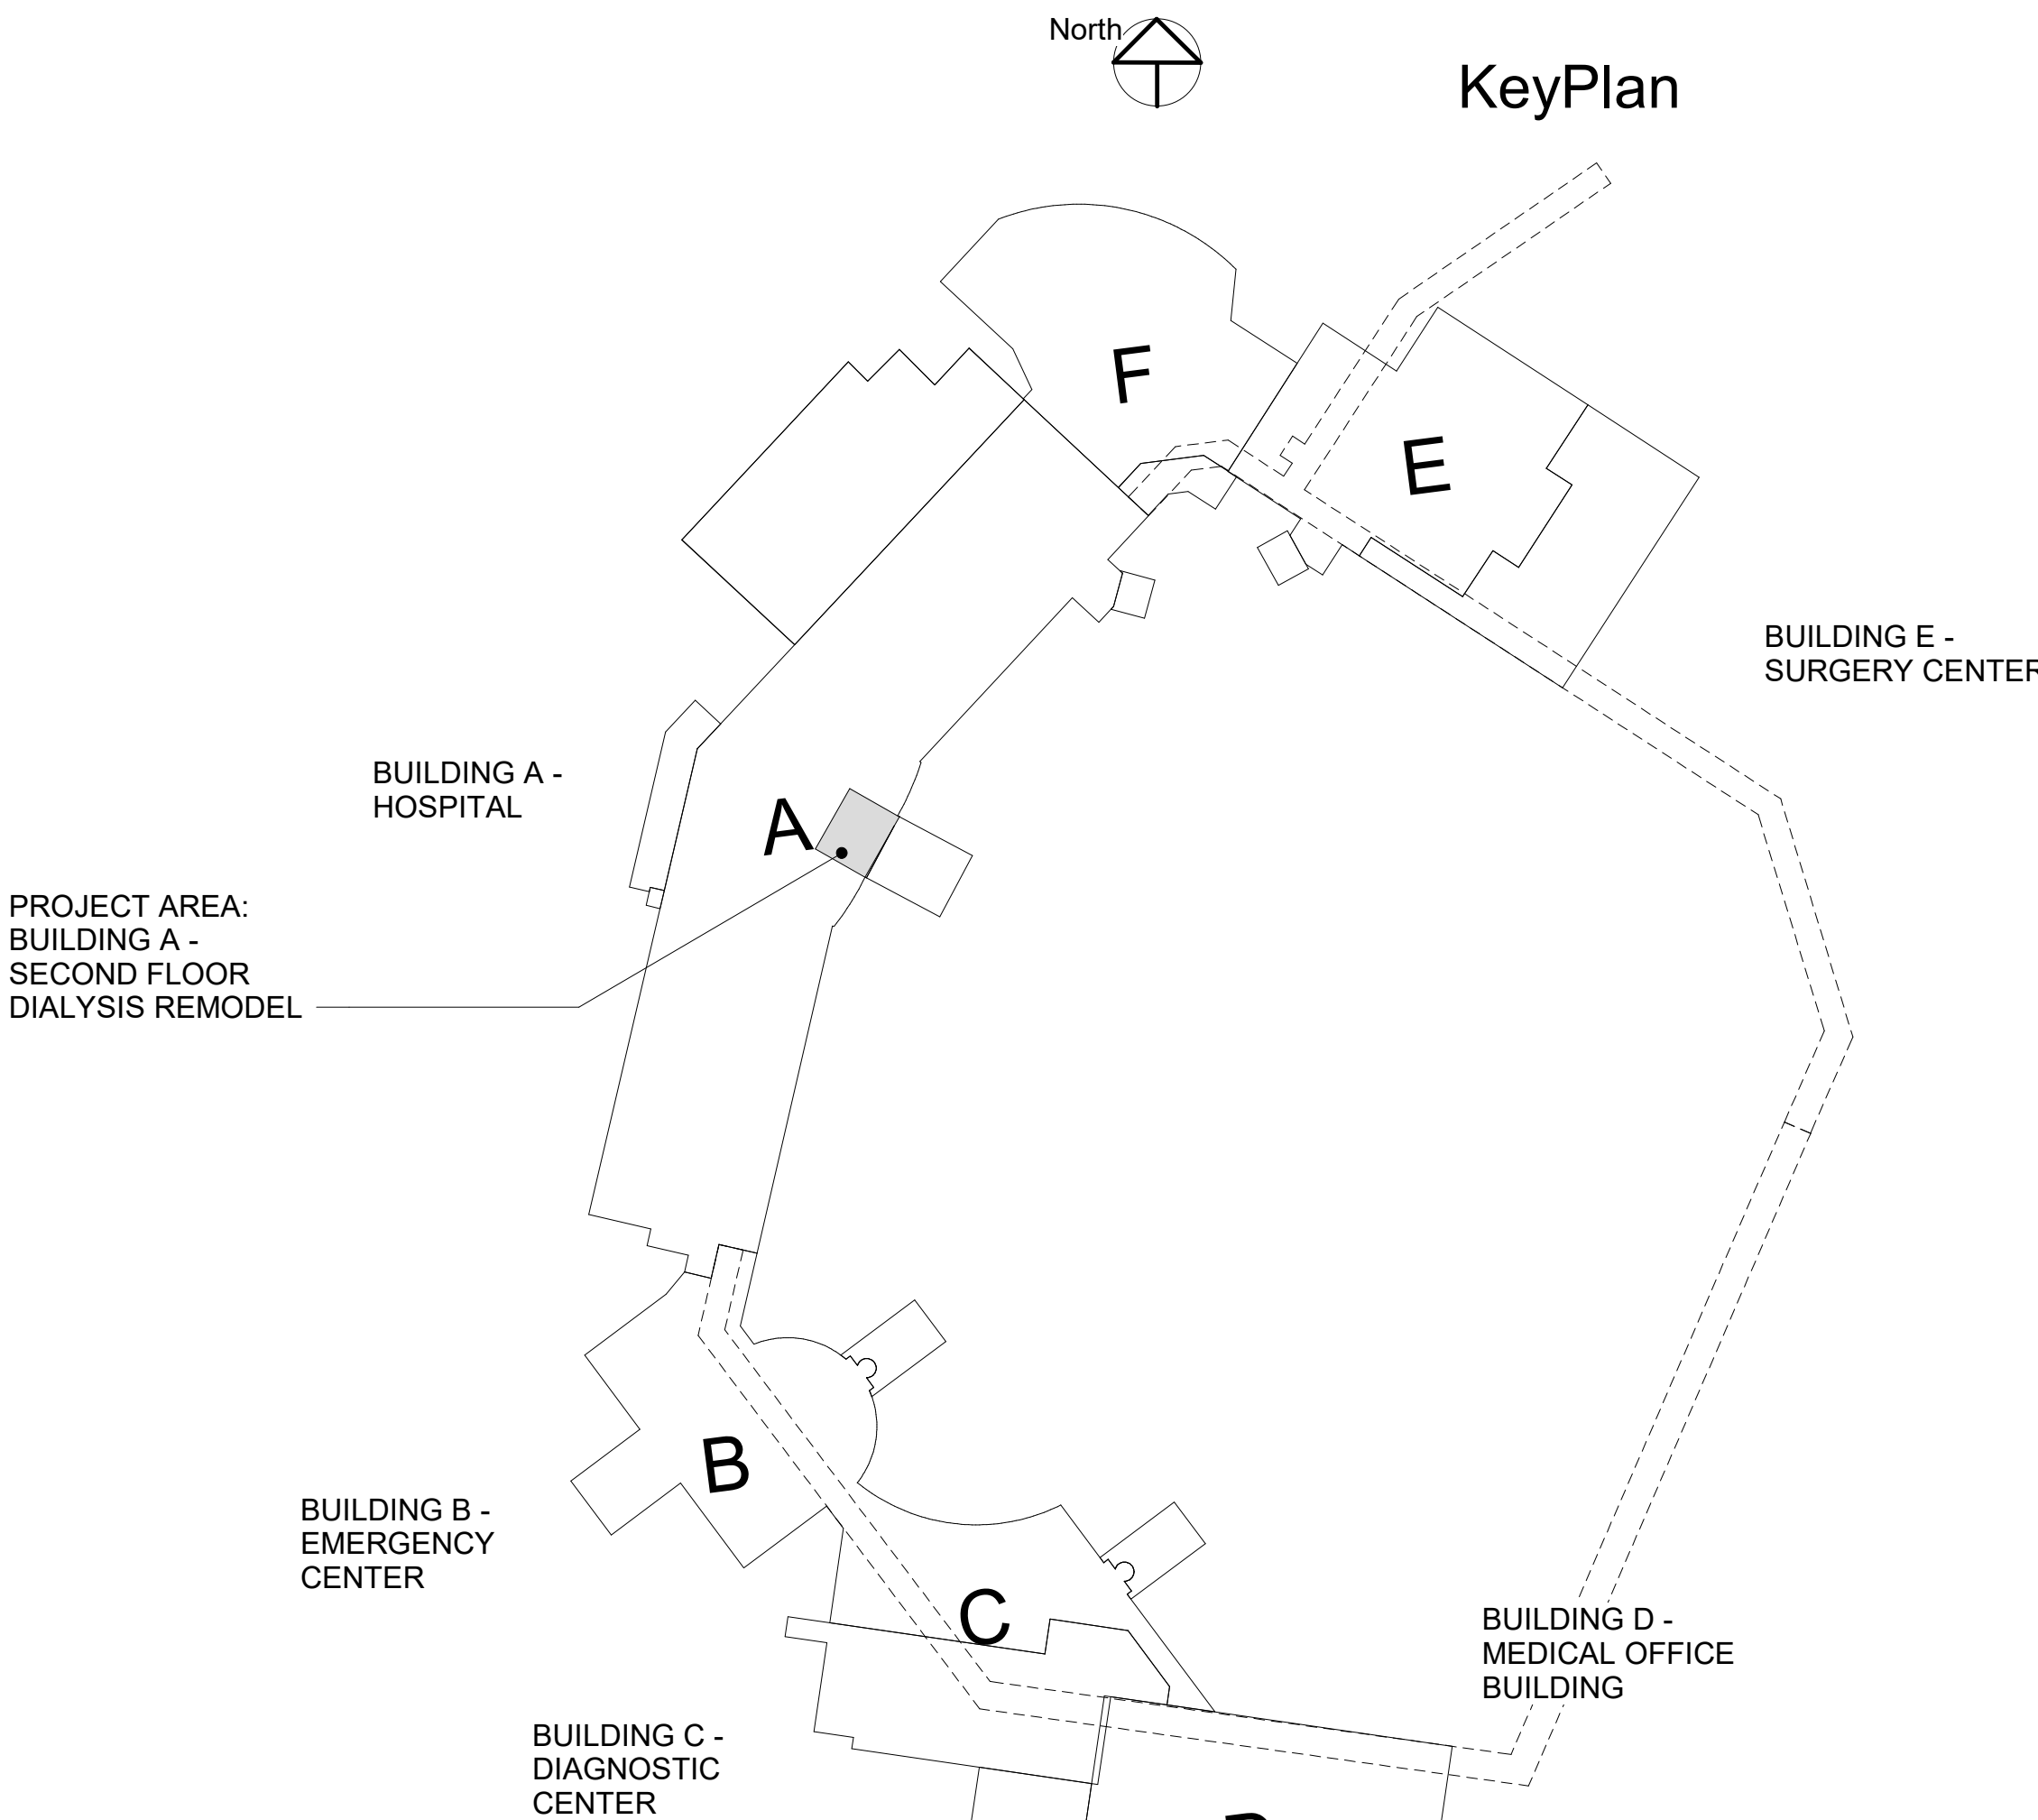 North
KeyPlan
F
E
BUILDING E -
SURGERY CENTER
BUILDING A -
HOSPITAL
A
PROJECT AREA:
BUILDING A -
SECOND FLOOR
DIALYSIS REMODEL
B
BUILDING B -
EMERGENCY
CENTER
C
BUILDING D -
MEDICAL OFFICE
BUILDING
BUILDING C -
DIAGNOSTIC
CENTER